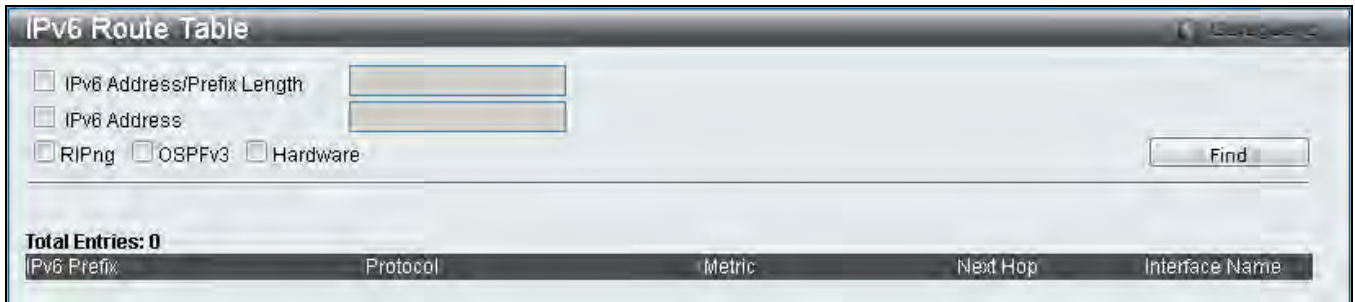 IPv6 Route Table
IPv6 Address/Prefix Length
IPv6 Address
RIPng OSPFv3 Hardware
Find
Total Entries: 0
IPv6 Prefix Protocol Metric Next Hop Interface Name